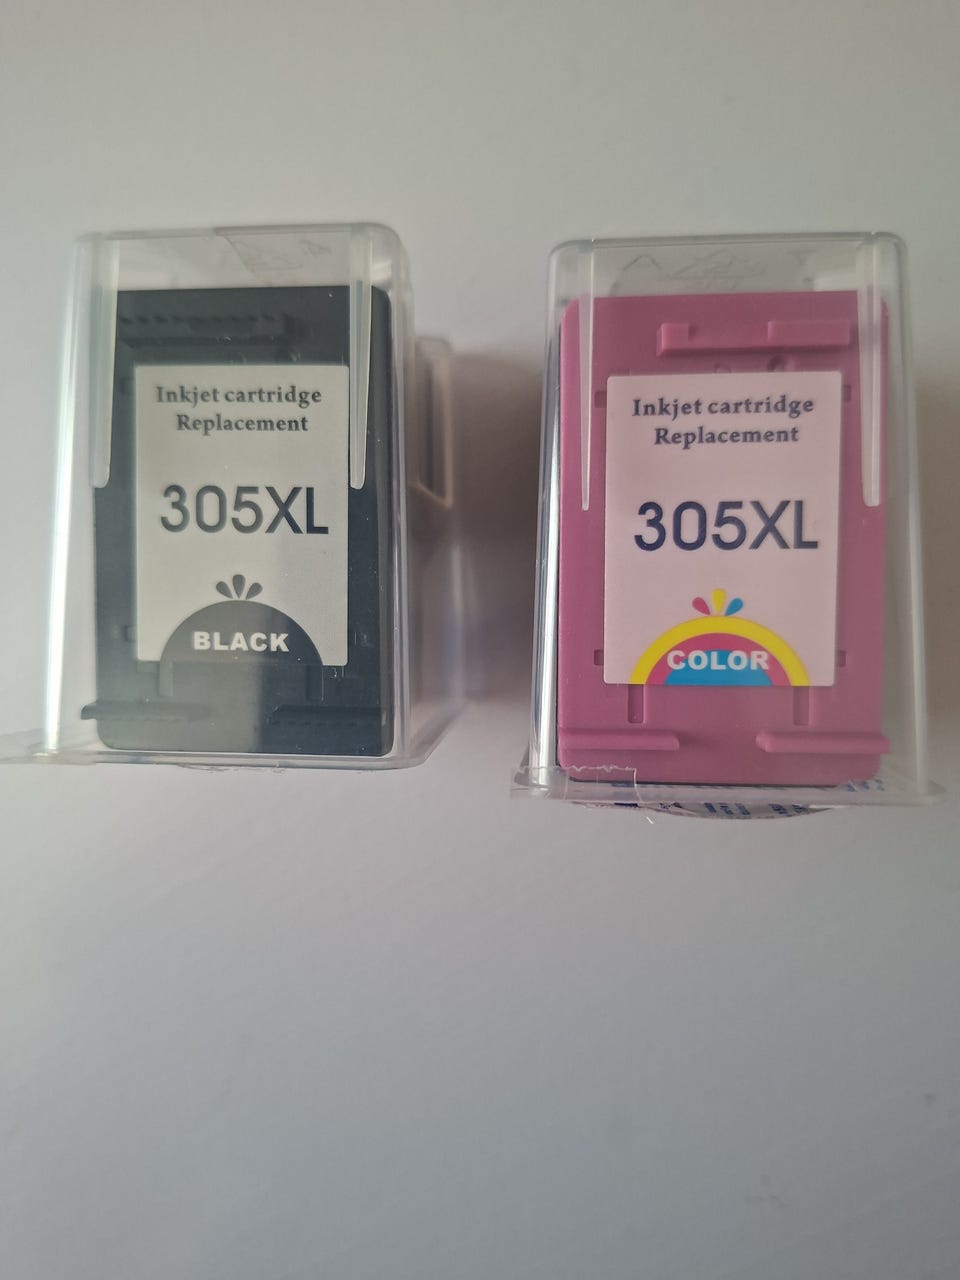 Inkjet cartridge
Replacement
305XL
BLACK
Inkjet cartridge
Replacement
305XL
COLOR